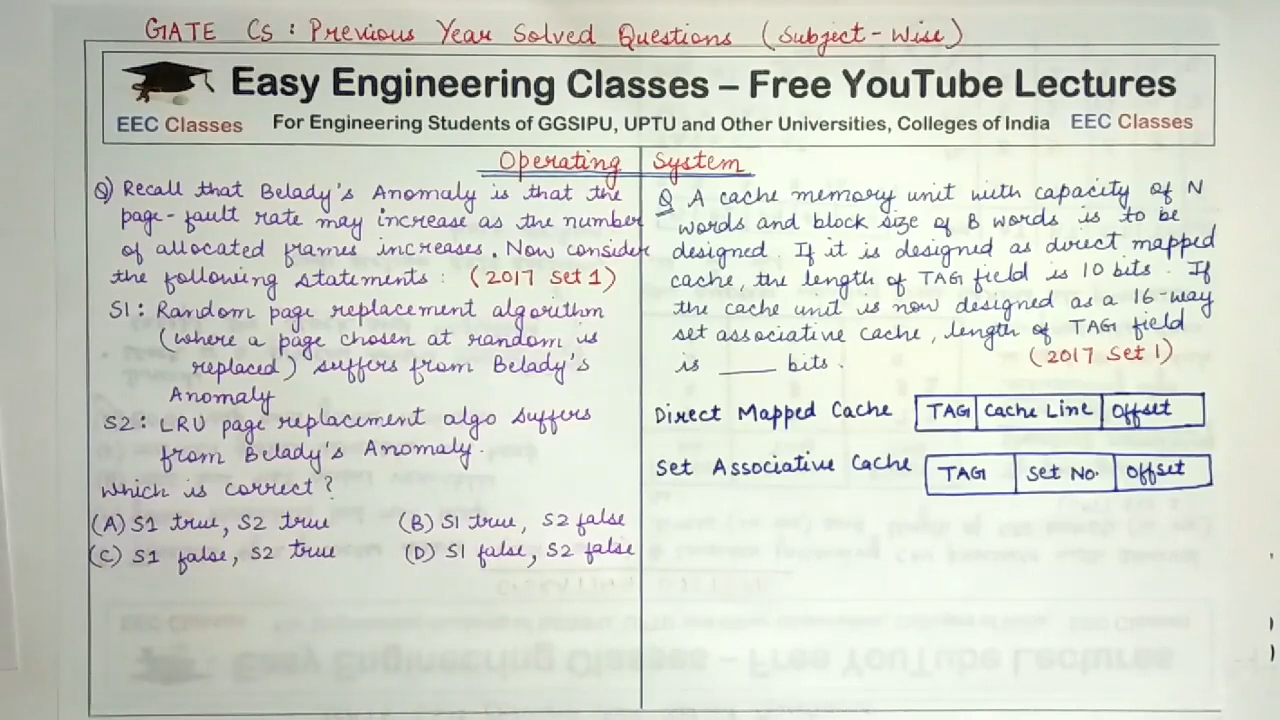 GATE CS : Previous Year Solved Questions (Subject-Wise)
Easy Engineering Classes – Free YouTube Lectures
EEC Classes For Engineering Students of GGSIPU, UPTU and Other Universities, Colleges of India EEC Classes
Operating System
Q) Recall that Belady's Anomaly is that the
page-fault rate may increase as the number
of allocated frames increases. Now consider
the following statements : (2017 Set 1)
S1: Random page replacement algorithm
(where a page chosen at random is
replaced) suffers from Belady's
Anomaly
S2: LRU page replacement algo suffers
from Belady's Anomaly.
Which is correct?
(A) S1 true, S2 true (B) S1 true, S2 false
(C) S1 false, S2 true (D) S1 false, S2 false
Q A cache memory unit with capacity of N
words and block size of B words is to be
designed. If it is designed as direct mapped
cache, the length of TAG field is 10 bits. If
the cache unit is now designed as a 16-way
set associative cache, length of TAG field
is ____ bits. (2017 Set 1)
Direct Mapped Cache TAG Cache Line Offset
Set Associative Cache TAG Set No. Offset